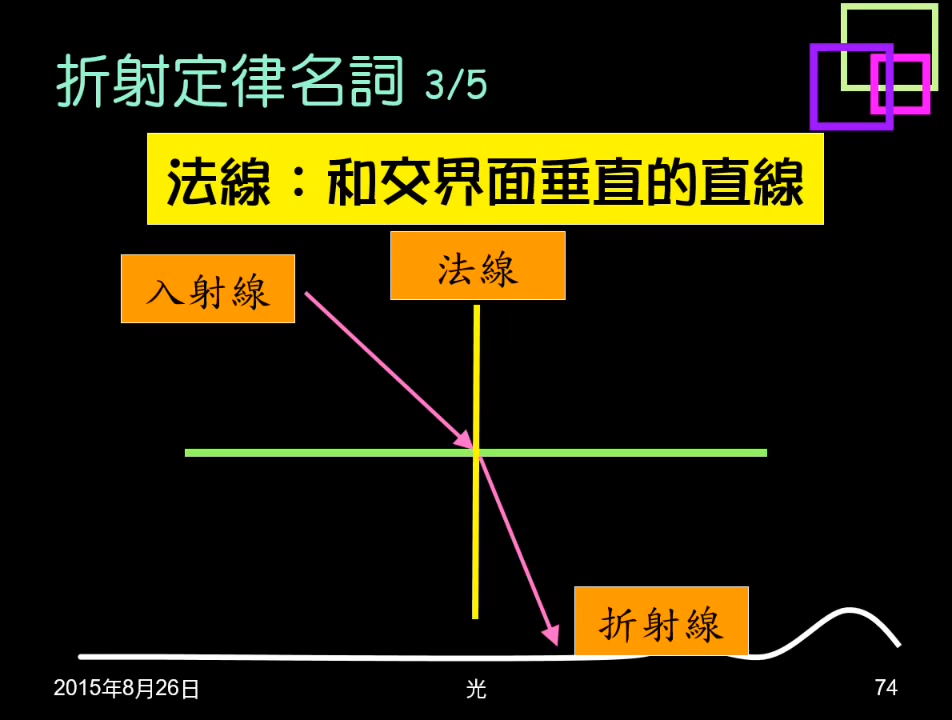 折射定律名詞 3/5
法線：和交界面垂直的直線
法線
入射線
折射線
2015年8月26日
光
74